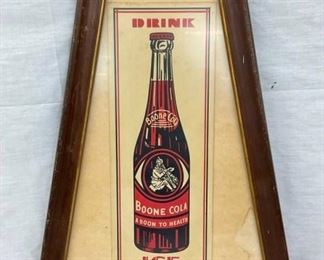 DRINK
Boone Cola
BOONE COLA
A BOON TO HEALTH
ICE